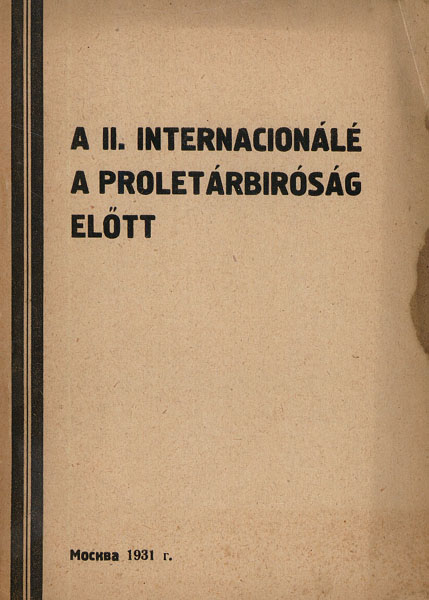 A II. INTERNACIONÁLÉ
A PROLETÁRBIRÓSÁG
ELŐTT
Москва 1931 г.